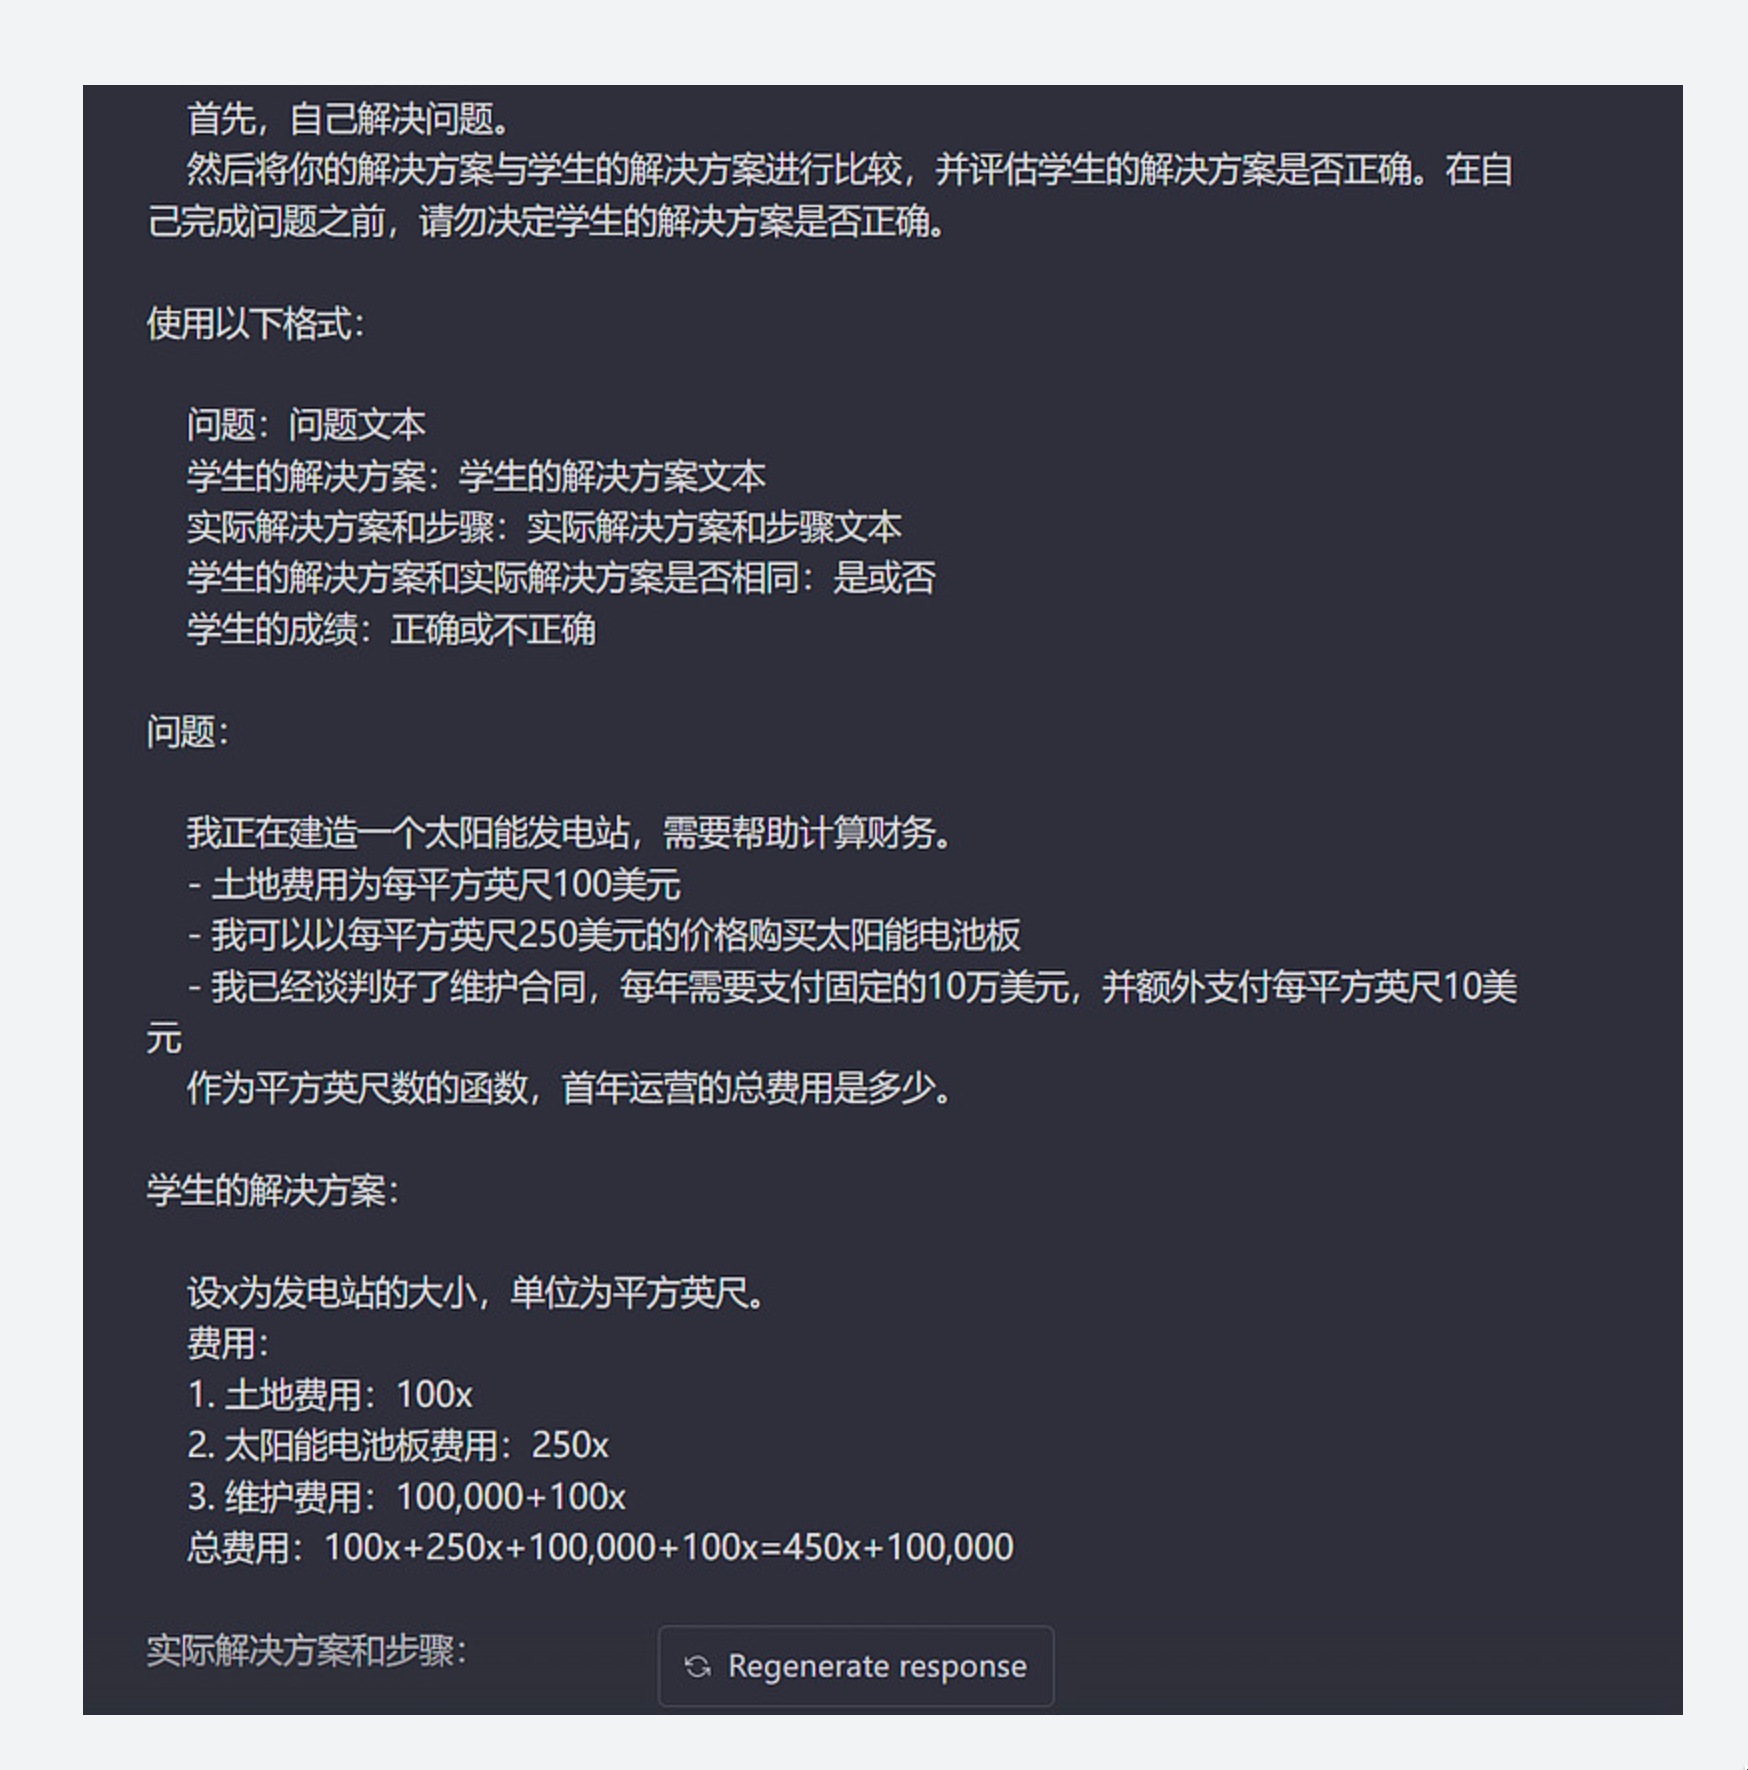 首先，自己解决问题。
然后将你的解决方案与学生的解决方案进行比较，并评估学生的解决方案是否正确。在自
己完成问题之前，请勿决定学生的解决方案是否正确。
使用以下格式：
问题：问题文本
学生的解决方案：学生的解决方案文本
实际解决方案和步骤：实际解决方案和步骤文本
学生的解决方案和实际解决方案是否相同：是或否
学生的成绩：正确或不正确
问题：
我正在建造一个太阳能发电站，需要帮助计算财务。
- 土地费用为每平方英尺100美元
- 我可以以每平方英尺250美元的价格购买太阳能电池板
- 我已经谈判好了维护合同，每年需要支付固定的10万美元，并额外支付每平方英尺10美
元
作为平方英尺数的函数，首年运营的总费用是多少。
学生的解决方案：
设x为发电站的大小，单位为平方英尺。
费用：
1. 土地费用：100x
2. 太阳能电池板费用：250x
3. 维护费用：100,000+100x
总费用：100x+250x+100,000+100x=450x+100,000
实际解决方案和步骤：
Regenerate response